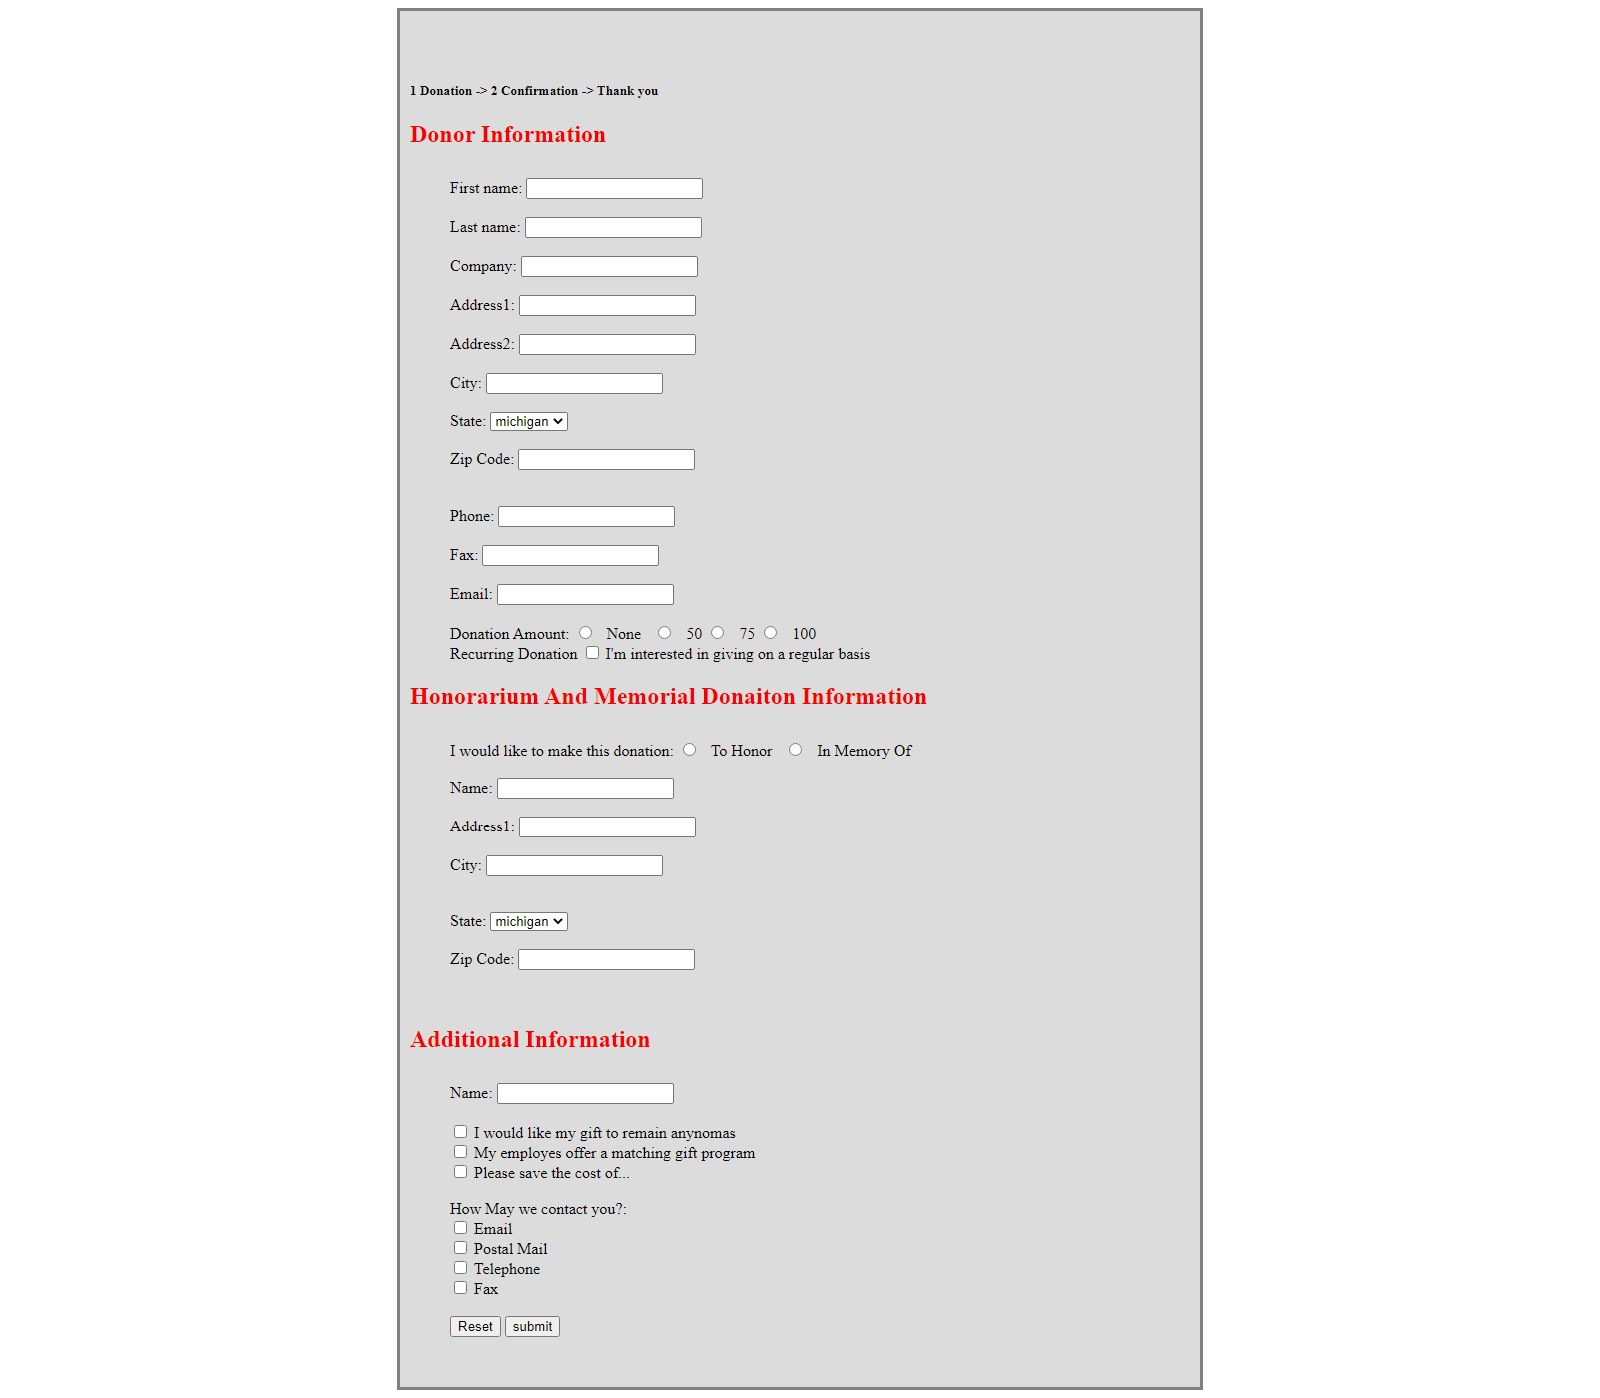 1 Donation -> 2 Confirmation -> Thank you
Donor Information
First name:
Last name:
Company:
Address1:
Address2:
City:
State: michigan
Zip Code:
Phone:
Fax:
Email:
Donation Amount: None 50 75 100
Recurring Donation I'm interested in giving on a regular basis
Honorarium And Memorial Donaiton Information
I would like to make this donation: To Honor In Memory Of
Name:
Address1:
City:
State: michigan
Zip Code:
Additional Information
Name:
I would like my gift to remain anynomas
My employes offer a matching gift program
Please save the cost of...
How May we contact you?:
Email
Postal Mail
Telephone
Fax
Reset submit